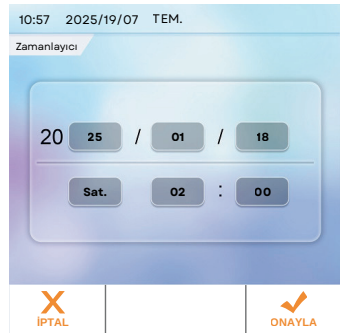 10:57 2025/19/07 TEM.
Zamanlayıcı
20 25 / 01 / 18
Sat. 02 : 00
X
İPTAL ONAYLA